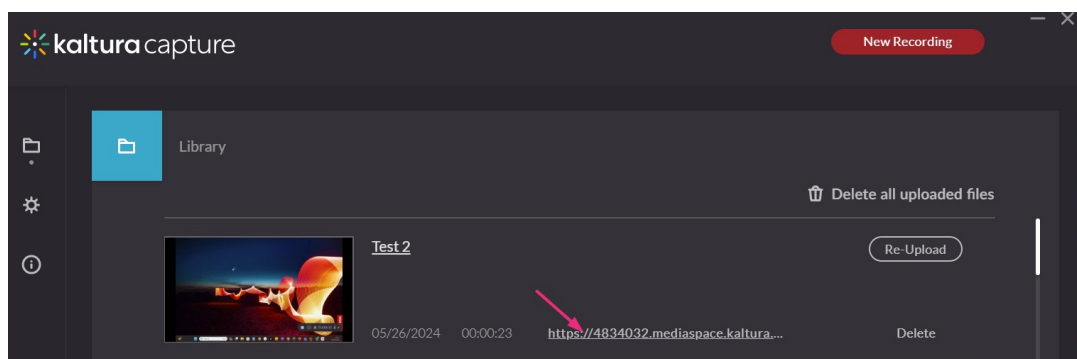 kaltura capture
New Recording
Library
Delete all uploaded files
Test 2
Re-Upload
05/26/2024 00:00:23 https://4834032.mediaspace.kaltura....
Delete